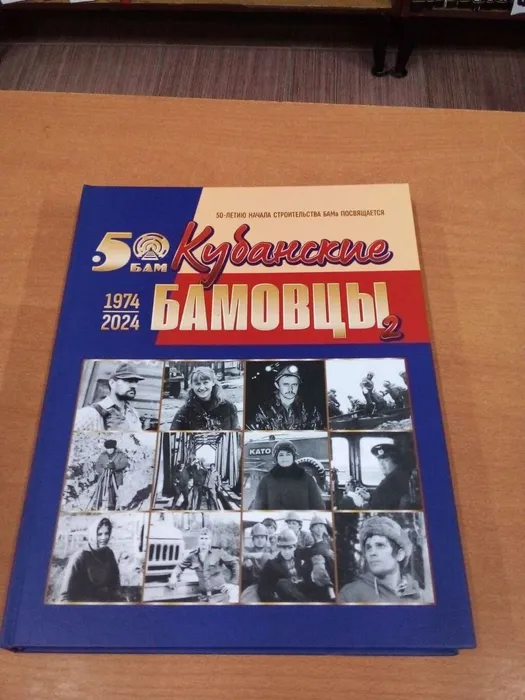 50-ЛЕТИЮ НАЧАЛА СТРОИТЕЛЬСТВА БАМа ПОСВЯЩАЕТСЯ
50
БАМ
Кубанские
1974
2024
БАМОВЦЫ
2
КАТО